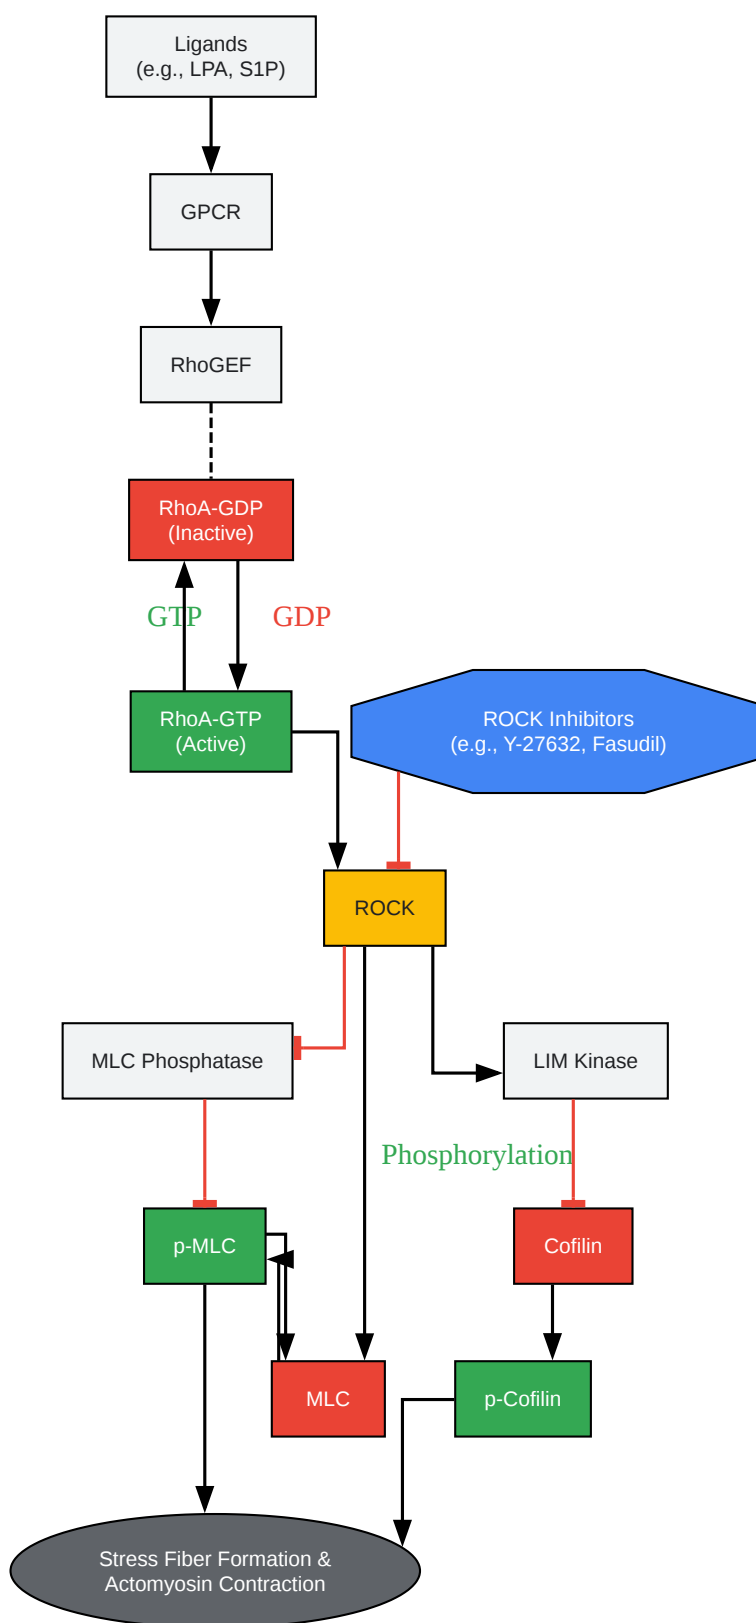 Ligands
(e.g., LPA, S1P)
GPCR
RhoGEF
RhoA-GDP
(Inactive)
GTP
GDP
RhoA-GTP
(Active)
ROCK Inhibitors
(e.g., Y-27632, Fasudil)
ROCK
MLC Phosphatase
LIM Kinase
Phosphorylation
p-MLC
Cofilin
MLC
p-Cofilin
Stress Fiber Formation &
Actomyosin Contraction